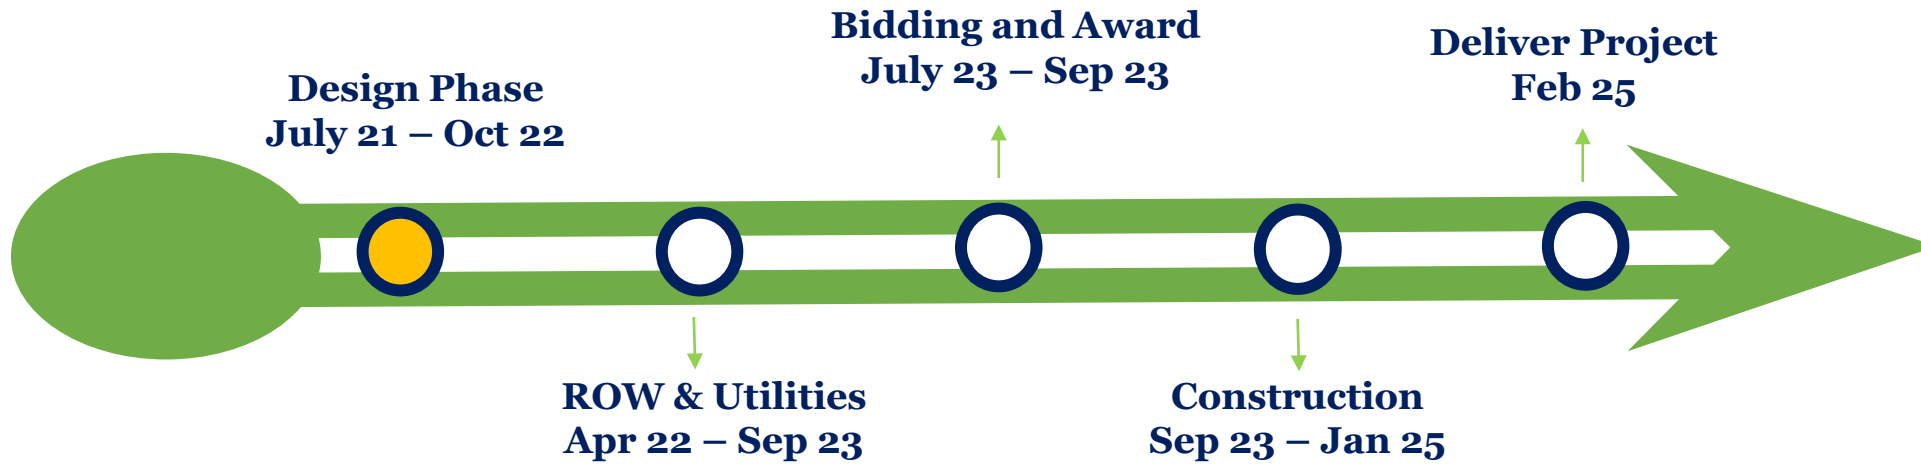 Design Phase
July 21 – Oct 22
ROW & Utilities
Apr 22 – Sep 23
Bidding and Award
July 23 – Sep 23
Construction
Sep 23 – Jan 25
Deliver Project
Feb 25